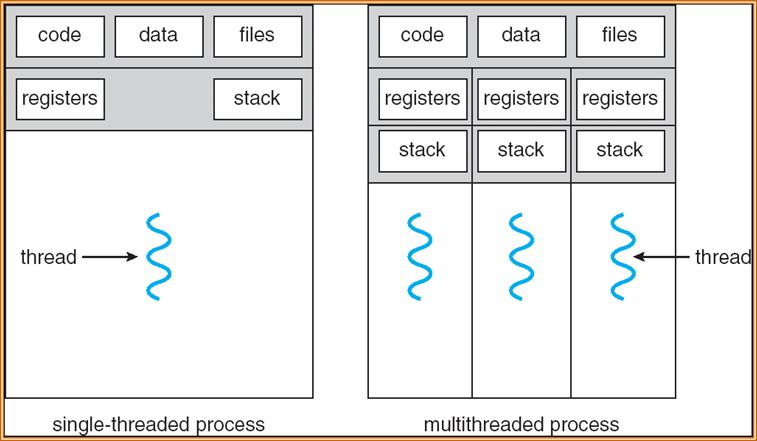 code data files
registers stack
thread
single-threaded process
code data files
registers registers registers
stack stack stack
thread
multithreaded process